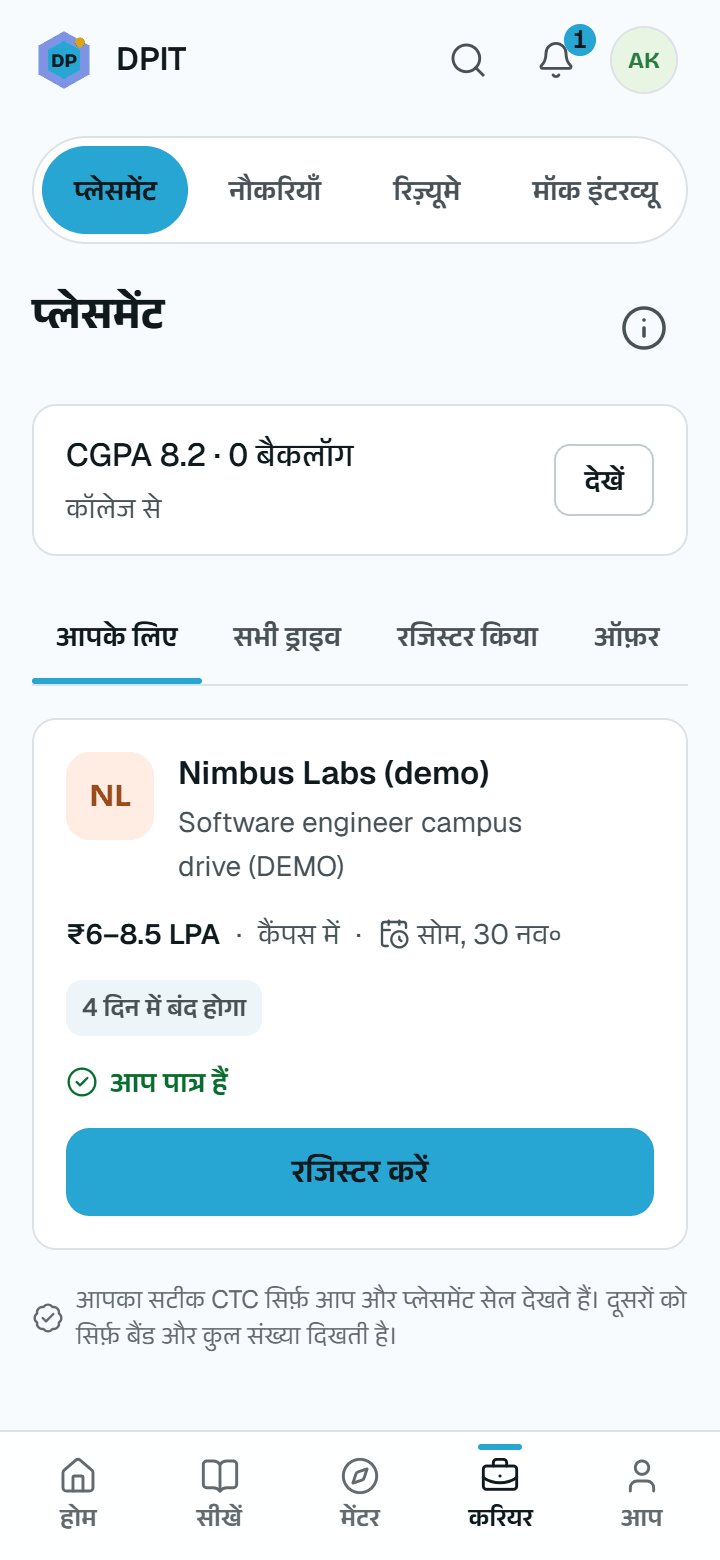 DP DPIT 1 AK
प्लेसमेंट नौकरियाँ रिज़्यूमे मॉक इंटरव्यू
प्लेसमेंट
CGPA 8.2 · 0 बैकलॉग
कॉलेज से
देखें
आपके लिए सभी ड्राइव रजिस्टर किया ऑफ़र
NL
Nimbus Labs (demo)
Software engineer campus
drive (DEMO)
₹6–8.5 LPA · कैंपस में · सोम, 30 नव॰
4 दिन में बंद होगा
आप पात्र हैं
रजिस्टर करें
आपका सटीक CTC सिर्फ़ आप और प्लेसमेंट सेल देखते हैं। दूसरों को
सिर्फ़ बैंड और कुल संख्या दिखती है।
होम सीखें मेंटर करियर आप